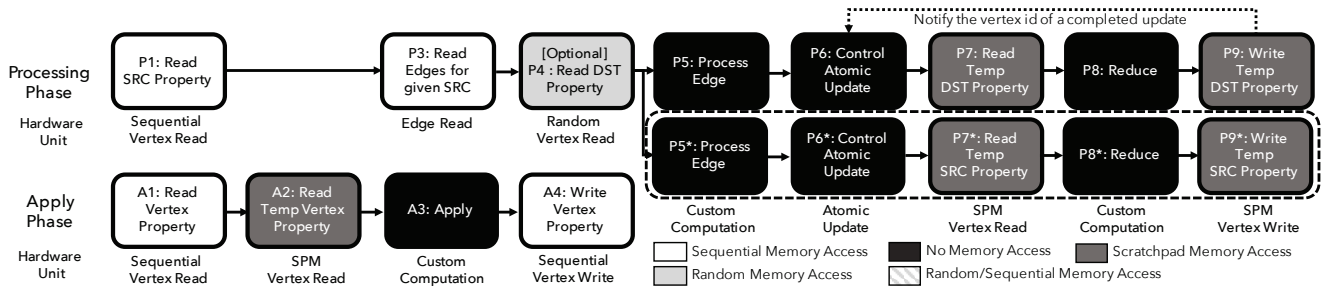 Notify the vertex id of a completed update
Processing
Phase
Hardware
Unit
P1: Read
SRC Property
Sequential
Vertex Read
P3: Read
Edges for
given SRC
Edge Read
[Optional]
P4 : Read DST
Property
Random
Vertex Read
P5: Process
Edge
P6: Control
Atomic
Update
P7: Read
Temp
DST Property
P8: Reduce
P9: Write
Temp
DST Property
P5*: Process
Edge
P6*: Control
Atomic
Update
P7*: Read
Temp
SRC Property
P8*: Reduce
P9*: Write
Temp
SRC Property
Custom
Computation
Atomic
Update
SPM
Vertex Read
Custom
Computation
SPM
Vertex Write
Apply
Phase
Hardware
Unit
A1: Read
Vertex
Property
Sequential
Vertex Read
A2: Read
Temp Vertex
Property
SPM
Vertex Read
A3: Apply
Custom
Computation
A4: Write
Vertex
Property
Sequential
Vertex Write
Sequential Memory Access
No Memory Access
Scratchpad Memory Access
Random Memory Access
Random/Sequential Memory Access